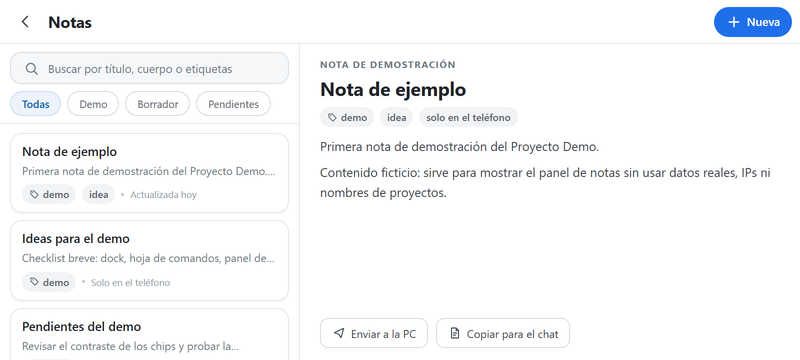 Notas
Nueva
Buscar por título, cuerpo o etiquetas
Todas
Demo
Borrador
Pendientes
Nota de ejemplo
Primera nota de demostración del Proyecto Demo....
demo
idea
• Actualizada hoy
Ideas para el demo
Checklist breve: dock, hoja de comandos, panel de...
demo
• Solo en el teléfono
Pendientes del demo
Revisar el contraste de los chips y probar la...
NOTA DE DEMOSTRACIÓN
Nota de ejemplo
demo
idea
solo en el teléfono
Primera nota de demostración del Proyecto Demo.
Contenido ficticio: sirve para mostrar el panel de notas sin usar datos reales, IPs ni
nombres de proyectos.
Enviar a la PC
Copiar para el chat